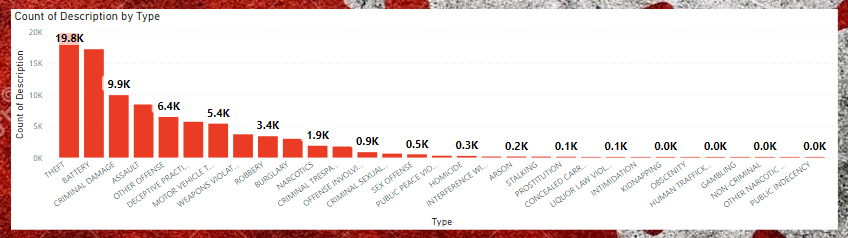 Count of Description by Type
Count of Description
20K
15K
10K
5K
0K
19.8K
9.9K
6.4K
5.4K
3.4K
1.9K
0.9K
0.5K
0.3K
0.2K
0.1K
0.1K
0.0K
0.0K
0.0K
0.0K
THEFT
BATTERY
CRIMINAL DAMAGE
ASSAULT
OTHER OFFENSE
DECEPTIVE PRACTI...
MOTOR VEHICLE T...
WEAPONS VIOLAT...
ROBBERY
BURGLARY
NARCOTICS
CRIMINAL TRESPA...
OFFENSE INVOLVI...
CRIMINAL SEXUAL...
SEX OFFENSE
PUBLIC PEACE VIO...
HOMICIDE
INTERFERENCE WI...
ARSON
STALKING
PROSTITUTION
CONCEALED CARR...
LIQUOR LAW VIOL...
INTIMIDATION
KIDNAPPING
OBSCENITY
HUMAN TRAFFICK...
GAMBLING
NON-CRIMINAL
OTHER NARCOTIC ...
PUBLIC INDECENCY
Type